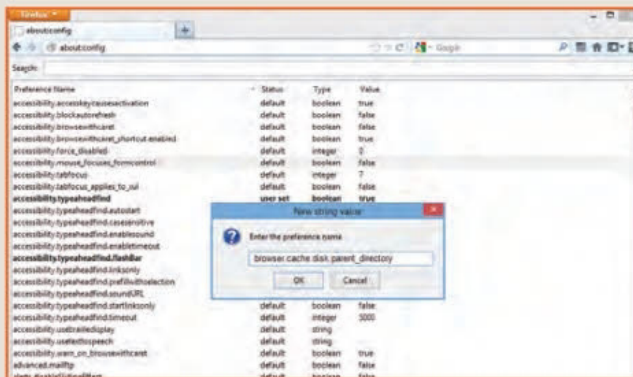 Firefox
about:config
about:config
Google
Search:
Preference Name Status Type Value
accessibility.accesskeycausesactivation default boolean true
accessibility.blockautorefresh default boolean false
accessibility.browsewithcaret default boolean false
accessibility.browsewithcaret_shortcut.enabled default boolean true
accessibility.force_disabled default integer 0
accessibility.mouse_focuses_formcontrol default boolean false
accessibility.tabfocus default integer 7
accessibility.tabfocus_applies_to_xul default boolean false
accessibility.typeaheadfind user set boolean true
accessibility.typeaheadfind.autostart
accessibility.typeaheadfind.casesensitive
accessibility.typeaheadfind.enablesound
accessibility.typeaheadfind.enabletimeout
accessibility.typeaheadfind.flashBar
accessibility.typeaheadfind.linksonly
accessibility.typeaheadfind.prefillwithselection
accessibility.typeaheadfind.soundURL
New string value
Enter the preference name
browser.cache.disk.parent_directory
OK Cancel
accessibility.typeaheadfind.startlinksonly default boolean false
accessibility.typeaheadfind.timeout default integer 5000
accessibility.usebrailledisplay default string
accessibility.usetexttospeech default string
accessibility.warn_on_browsewithcaret default boolean true
advanced.mailftp default boolean false
alerts.disableSlidingEffect default boolean false